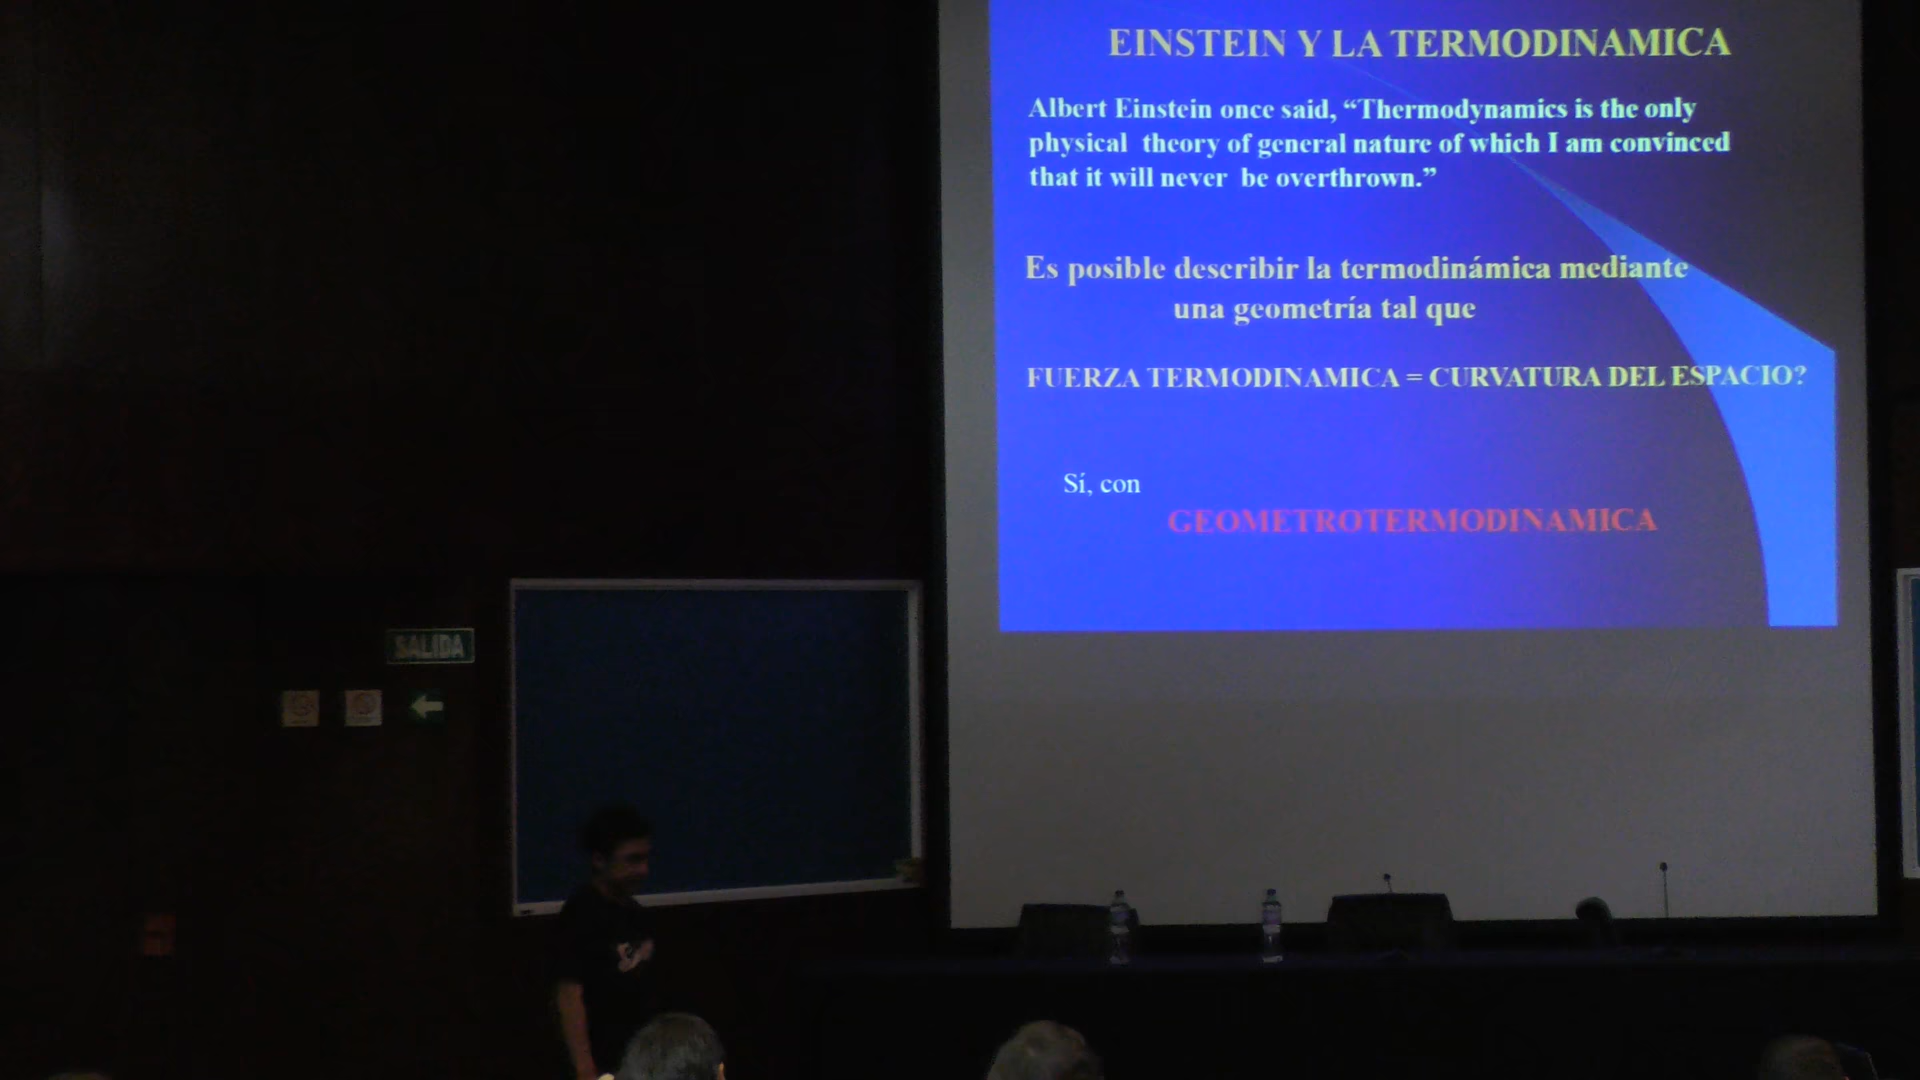 EINSTEIN Y LA TERMODINAMICA
Albert Einstein once said, “Thermodynamics is the only
physical theory of general nature of which I am convinced
that it will never be overthrown.”
Es posible describir la termodinámica mediante
una geometría tal que
FUERZA TERMODINAMICA = CURVATURA DEL ESPACIO?
Sí, con
GEOMETROTERMODINAMICA
SALIDA